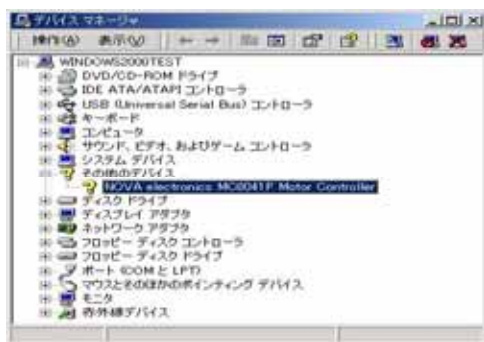 デバイス マネージャ
操作(A) 表示(V)
WINDOWS2000TEST
DVD/CD-ROM ドライブ
IDE ATA/ATAPI コントローラ
USB (Universal Serial Bus) コントローラ
キーボード
コンピュータ
サウンド、ビデオ、およびゲーム コントローラ
システム デバイス
その他のデバイス
NOVA electronics MC8041P Motor Controller
ディスク ドライブ
ディスプレイ アダプタ
ネットワーク アダプタ
フロッピー ディスク コントローラ
フロッピー ディスク ドライブ
ポート (COM と LPT)
マウスとそのほかのポインティング デバイス
モニタ
赤外線デバイス